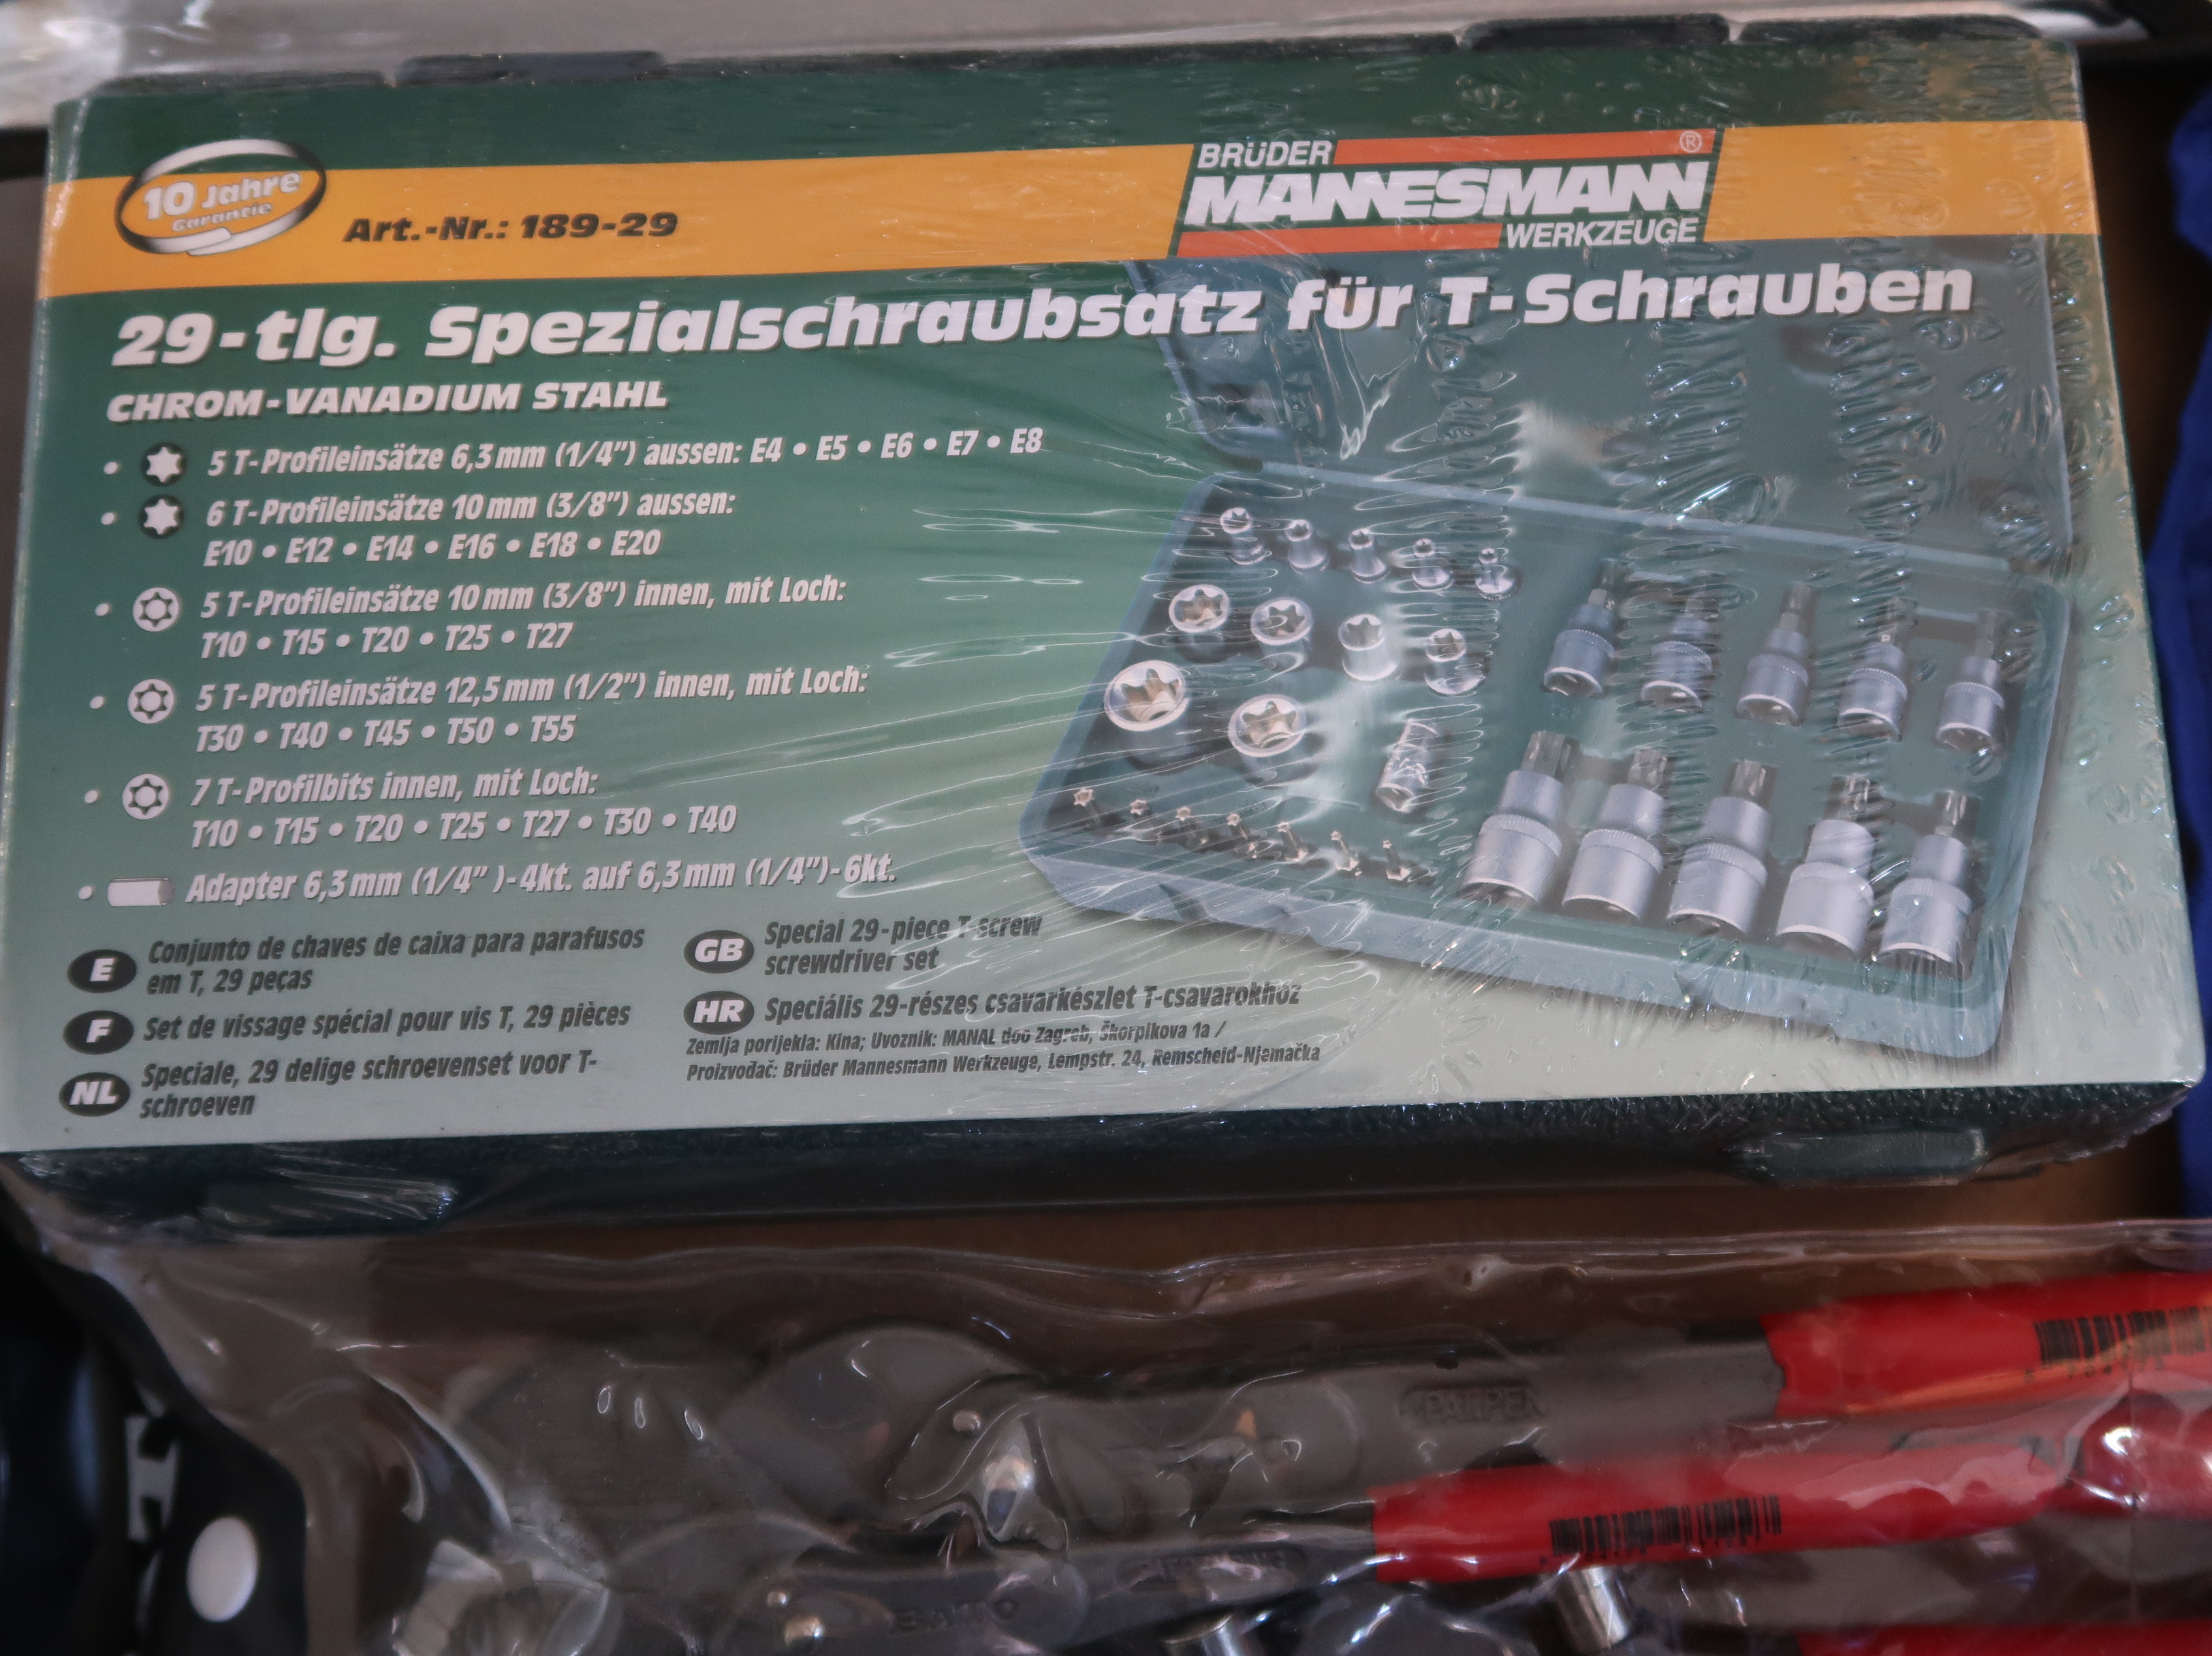 10 Jahre
Garantie
Art.-Nr.: 189-29
BRÜDER
MANNESMANN
®
WERKZEUGE
29-tlg. Spezialschraubsatz für T-Schrauben
CHROM-VANADIUM STAHL
• 5 T-Profileinsätze 6,3 mm (1/4") aussen: E4 • E5 • E6 • E7 • E8
• 6 T-Profileinsätze 10 mm (3/8") aussen:
E10 • E12 • E14 • E16 • E18 • E20
• 5 T-Profileinsätze 10 mm (3/8") innen, mit Loch:
T10 • T15 • T20 • T25 • T27
• 5 T-Profileinsätze 12,5 mm (1/2") innen, mit Loch:
T30 • T40 • T45 • T50 • T55
• 7 T-Profilbits innen, mit Loch:
T10 • T15 • T20 • T25 • T27 • T30 • T40
• Adapter 6,3 mm (1/4" )-4kt. auf 6,3 mm (1/4")-6kt.
E Conjunto de chaves de caixa para parafusos
em T, 29 peças
F Set de vissage spécial pour vis T, 29 pièces
NL Speciale, 29 delige schroevenset voor T-
schroeven
GB Special 29-piece T-screw
screwdriver set
HR Speciális 29-részes csavarkészlet T-csavarokhoz
Zemlja porijekla: Kina; Uvoznik: MANAL doo Zagreb, Škorpikova 1a /
Proizvođač: Brüder Mannesmann Werkzeuge, Lempstr. 24, Remscheid-Njemačka